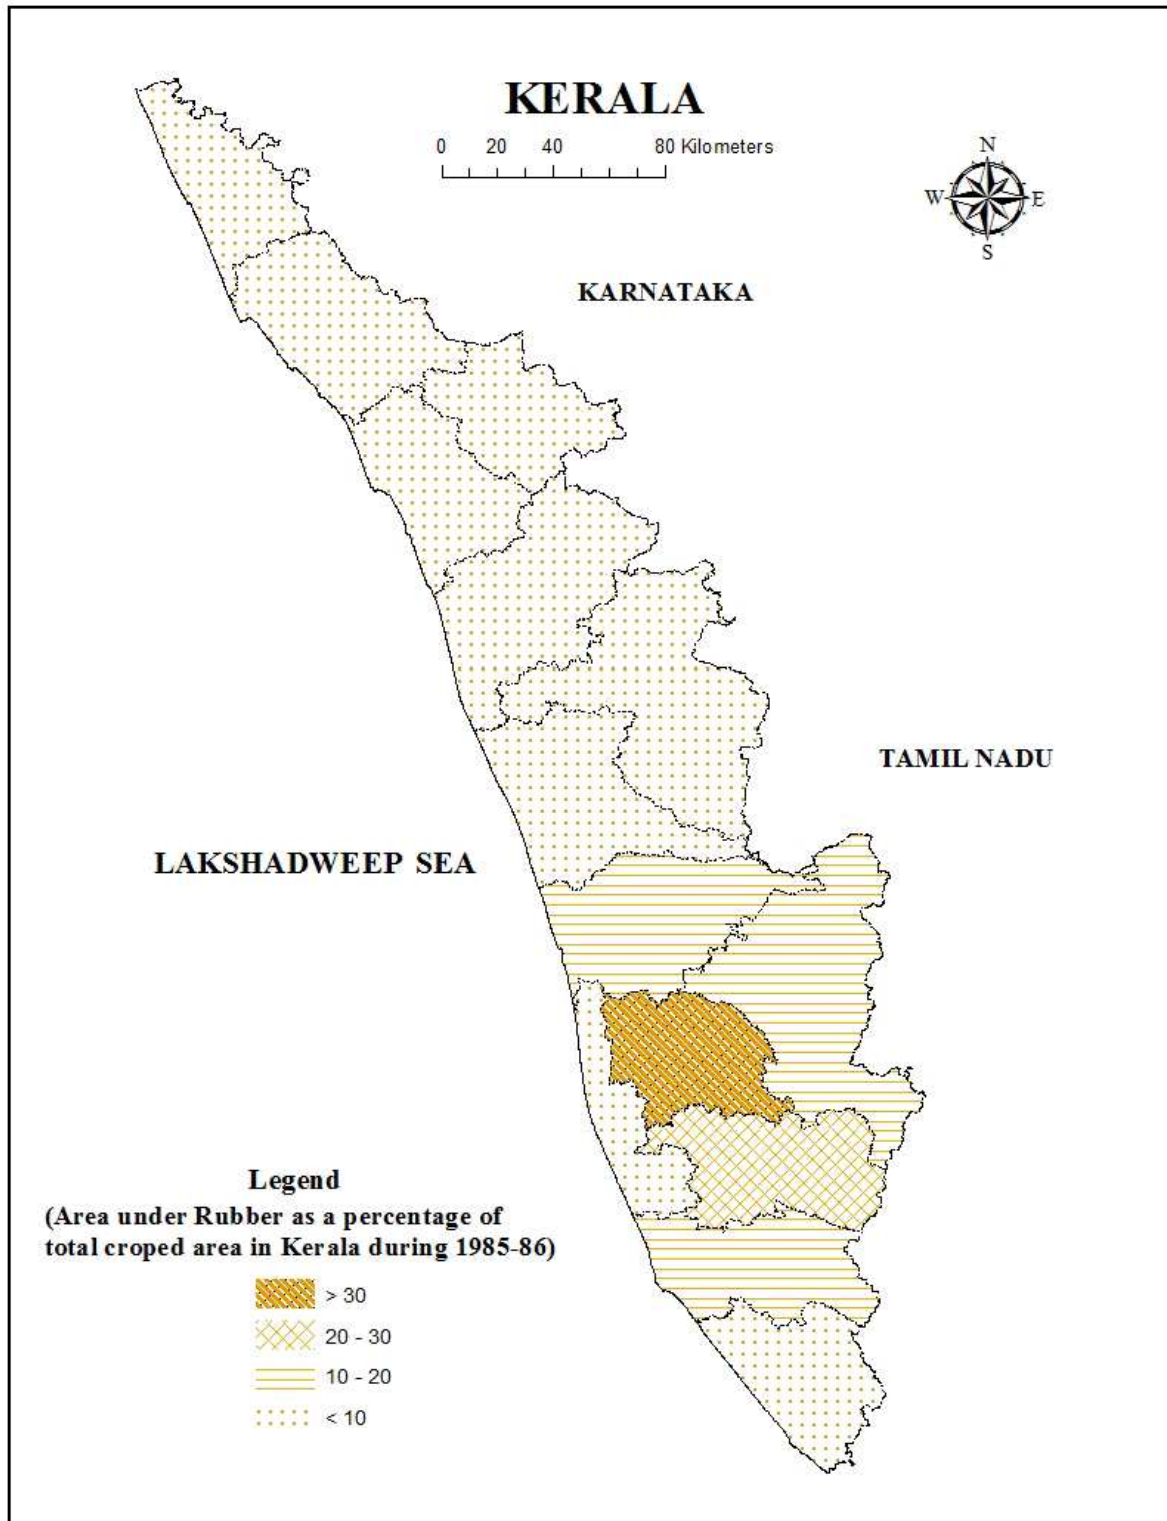 KERALA
0 20 40 80 Kilometers
N
W E
S
KARNATAKA
TAMIL NADU
LAKSHADWEEP SEA
Legend
(Area under Rubber as a percentage of
total croped area in Kerala during 1985-86)
> 30
20 - 30
10 - 20
< 10